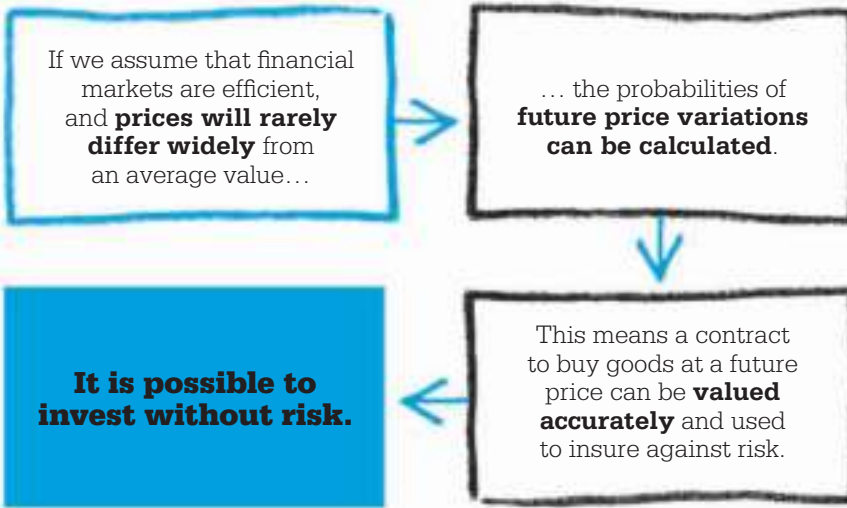 If we assume that financial
markets are efficient,
and prices will rarely
differ widely from
an average value…
… the probabilities of
future price variations
can be calculated.
This means a contract
to buy goods at a future
price can be valued
accurately and used
to insure against risk.
It is possible to
invest without risk.